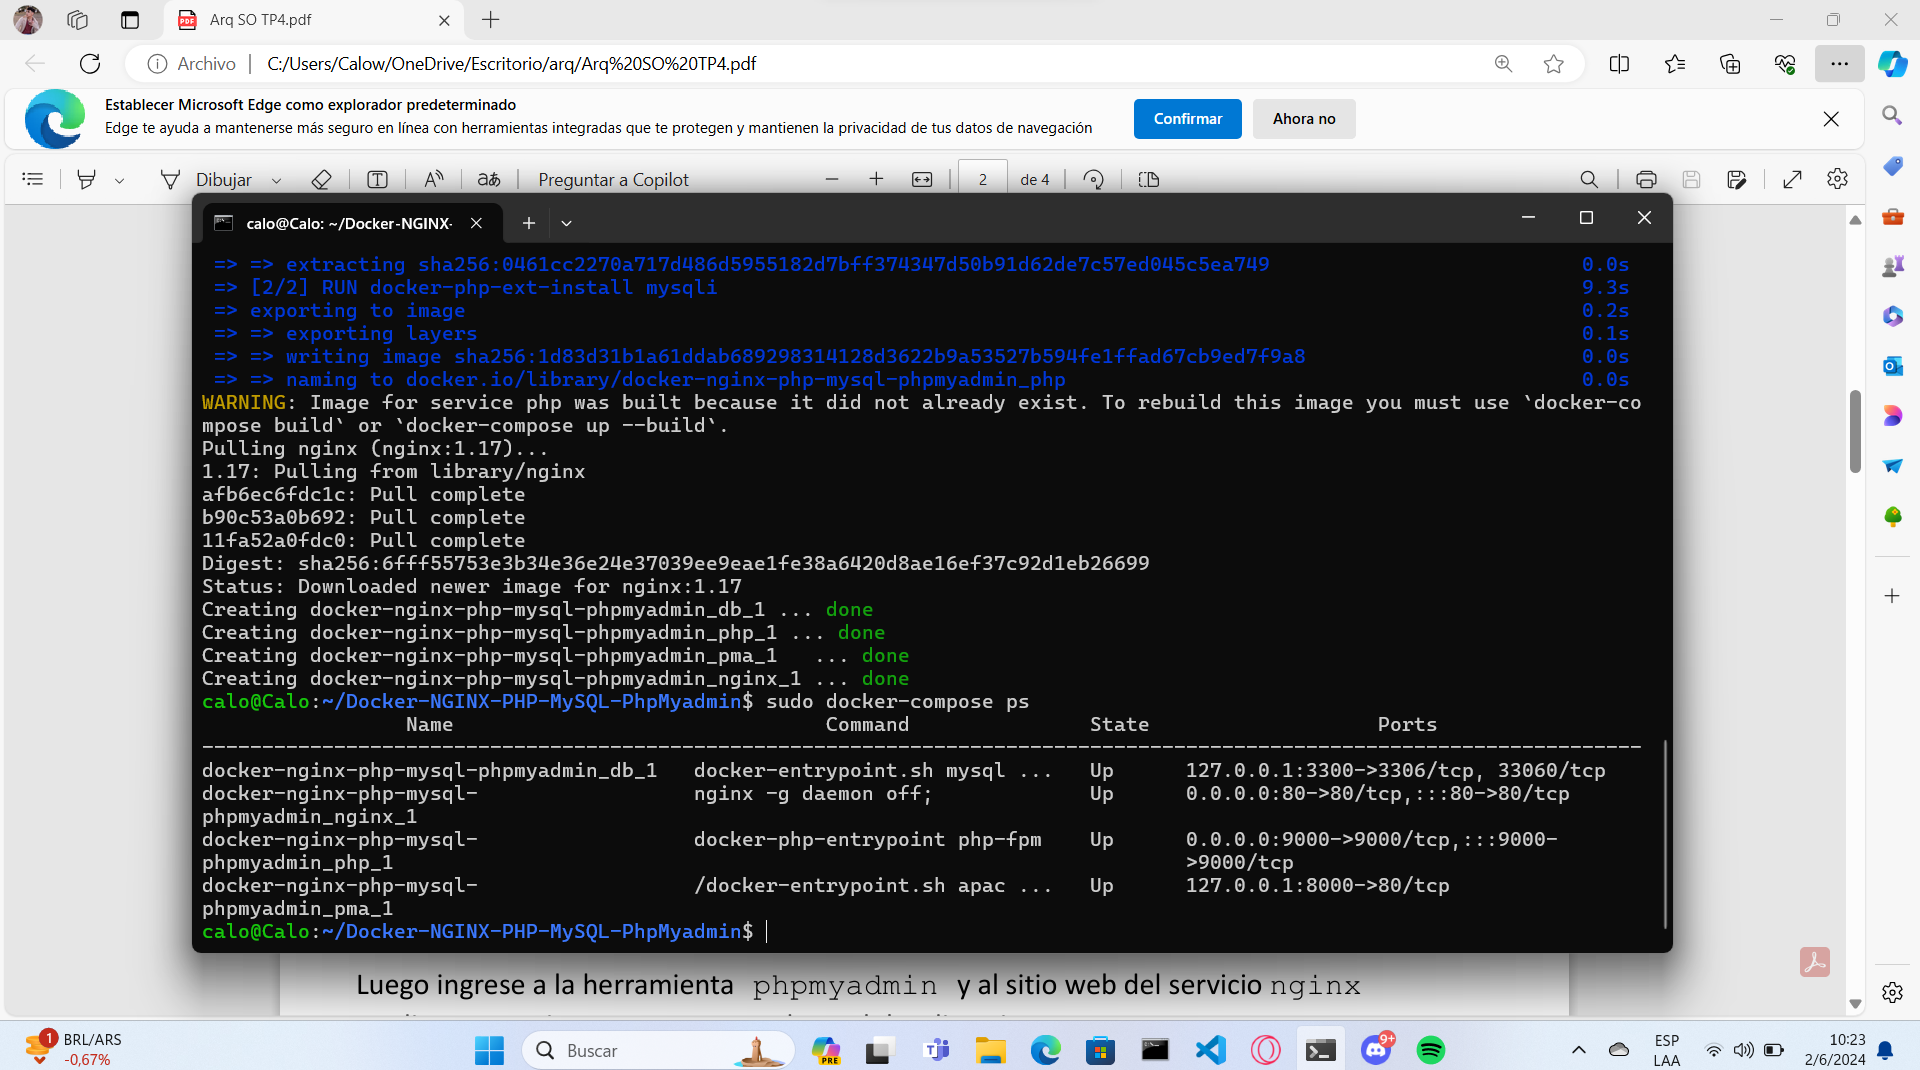 Arq SO TP4.pdf
Archivo
C:/Users/Calow/OneDrive/Escritorio/arq/Arq%20SO%20TP4.pdf
Establecer Microsoft Edge como explorador predeterminado
Edge te ayuda a mantenerse más seguro en línea con herramientas integradas que te protegen y mantienen la privacidad de tus datos de navegación
Confirmar
Ahora no
Dibujar
Preguntar a Copilot
2 de 4
calo@Calo: ~/Docker-NGINX-
=> => extracting sha256:0461cc2270a717d486d5955182d7bff374347d50b91d62de7c57ed045c5ea749 0.0s
=> [2/2] RUN docker-php-ext-install mysqli 9.3s
=> exporting to image 0.2s
=> => exporting layers 0.1s
=> => writing image sha256:1d83d31b1a61ddab689298314128d3622b9a53527b594fe1ffad67cb9ed7f9a8 0.0s
=> => naming to docker.io/library/docker-nginx-php-mysql-phpmyadmin_php 0.0s
WARNING: Image for service php was built because it did not already exist. To rebuild this image you must use `docker-co
mpose build` or `docker-compose up --build`.
Pulling nginx (nginx:1.17)...
1.17: Pulling from library/nginx
afb6ec6fdc1c: Pull complete
b90c53a0b692: Pull complete
11fa52a0fdc0: Pull complete
Digest: sha256:6fff55753e3b34e36e24e37039ee9eae1fe38a6420d8ae16ef37c92d1eb26699
Status: Downloaded newer image for nginx:1.17
Creating docker-nginx-php-mysql-phpmyadmin_db_1 ... done
Creating docker-nginx-php-mysql-phpmyadmin_php_1 ... done
Creating docker-nginx-php-mysql-phpmyadmin_pma_1   ... done
Creating docker-nginx-php-mysql-phpmyadmin_nginx_1 ... done
calo@Calo:~/Docker-NGINX-PHP-MySQL-PhpMyadmin$ sudo docker-compose ps
Name Command State Ports
------------------------------------------------------------------------------------------------------------------------
docker-nginx-php-mysql-phpmyadmin_db_1 docker-entrypoint.sh mysql ... Up 127.0.0.1:3300->3306/tcp, 33060/tcp
docker-nginx-php-mysql- nginx -g daemon off; Up 0.0.0.0:80->80/tcp,:::80->80/tcp
phpmyadmin_nginx_1
docker-nginx-php-mysql- docker-php-entrypoint php-fpm Up 0.0.0.0:9000->9000/tcp,:::9000-
phpmyadmin_php_1 >9000/tcp
docker-nginx-php-mysql- /docker-entrypoint.sh apac ... Up 127.0.0.1:8000->80/tcp
phpmyadmin_pma_1
calo@Calo:~/Docker-NGINX-PHP-MySQL-PhpMyadmin$
Luego ingrese a la herramienta phpmyadmin y al sitio web del servicio nginx
1
BRL/ARS
-0,67%
Buscar
PRE
9+
ESP
LAA
10:23
2/6/2024